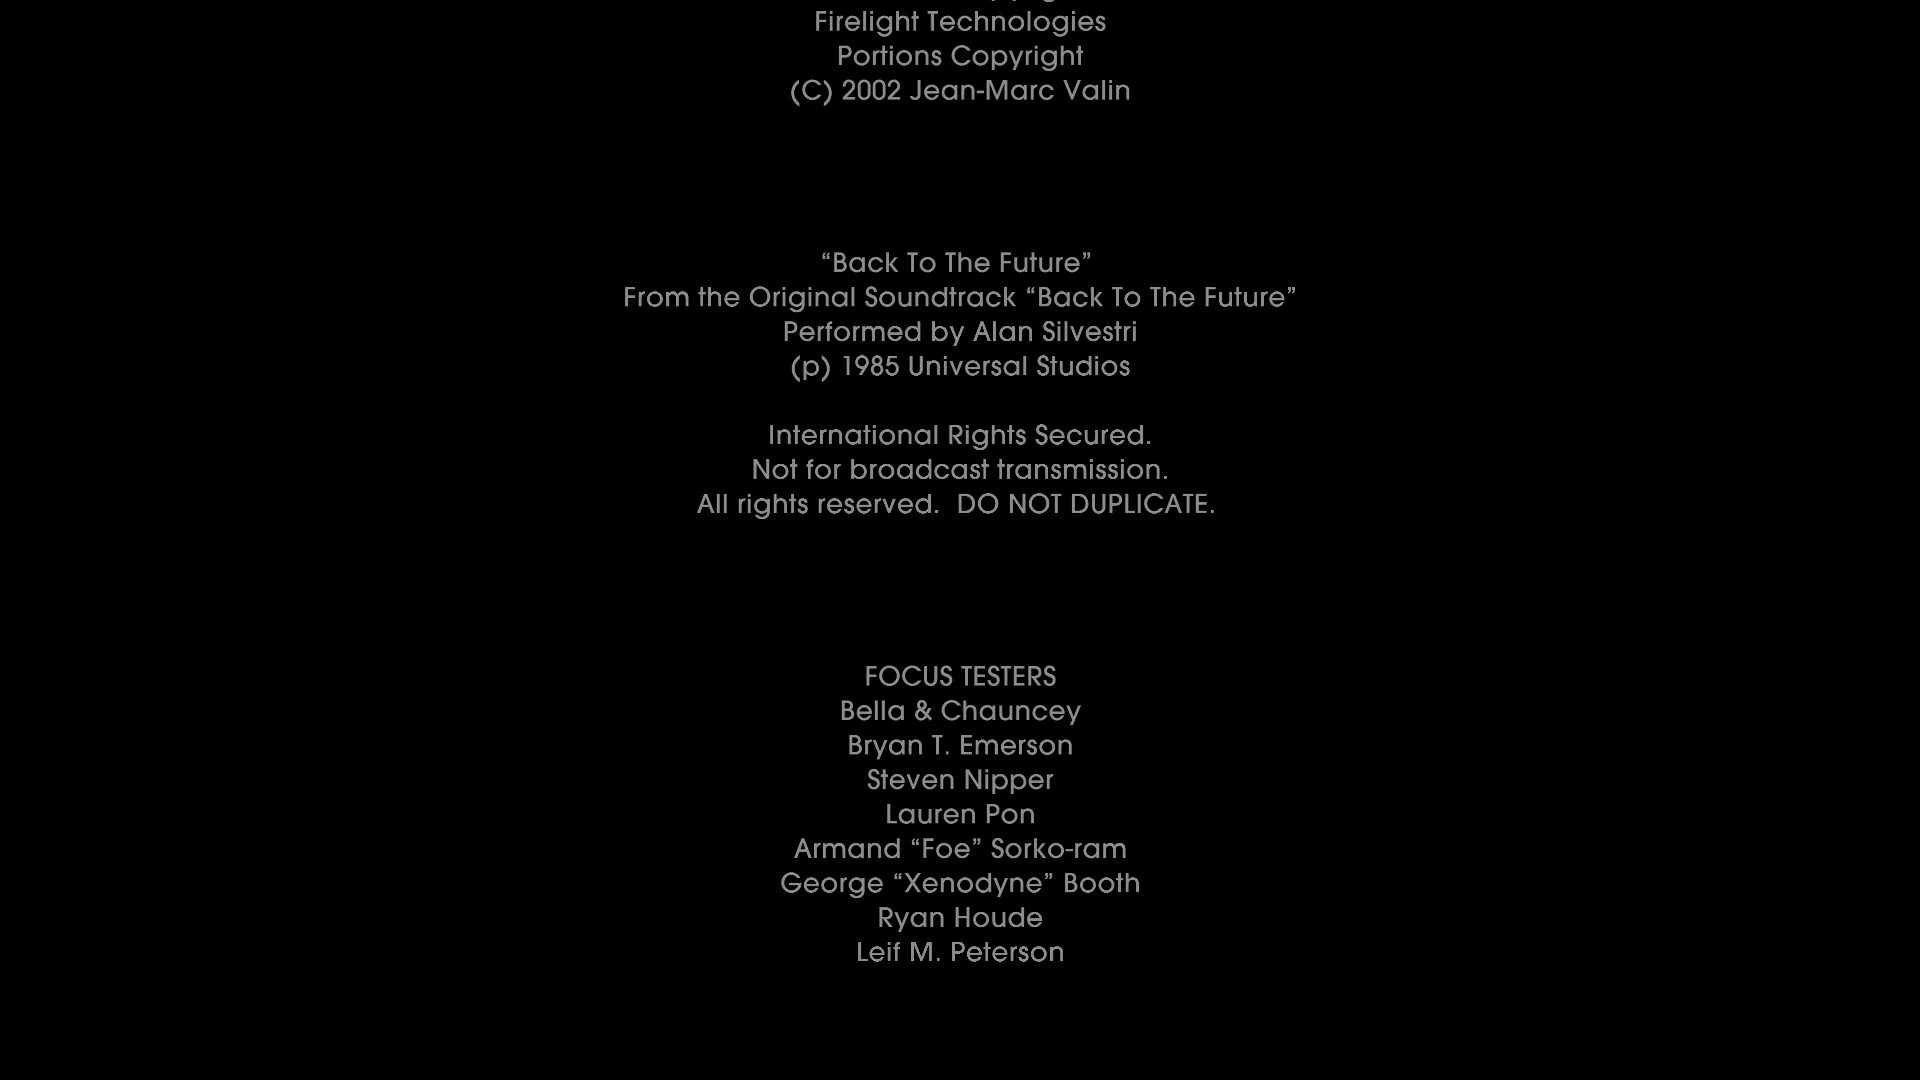 Firelight Technologies
Portions Copyright
(C) 2002 Jean-Marc Valin
“Back To The Future”
From the Original Soundtrack “Back To The Future”
Performed by Alan Silvestri
(p) 1985 Universal Studios
International Rights Secured.
Not for broadcast transmission.
All rights reserved.  DO NOT DUPLICATE.
FOCUS TESTERS
Bella & Chauncey
Bryan T. Emerson
Steven Nipper
Lauren Pon
Armand “Foe” Sorko-ram
George “Xenodyne” Booth
Ryan Houde
Leif M. Peterson